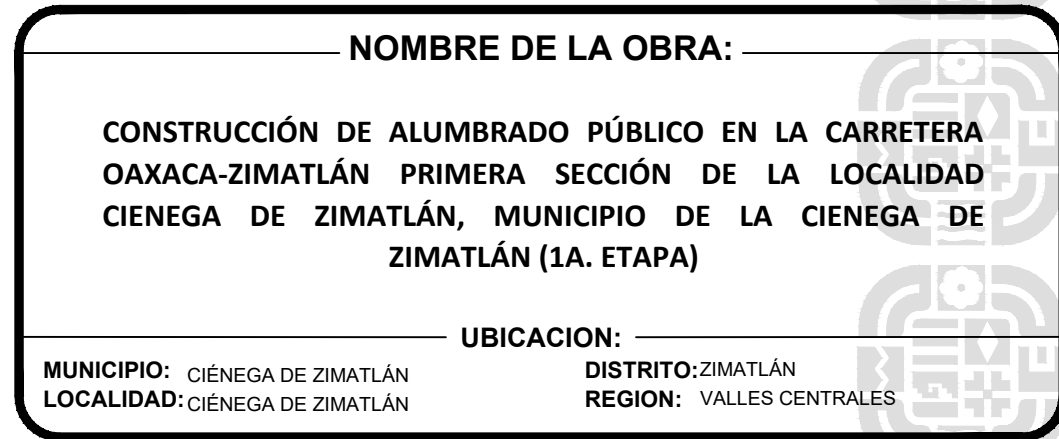 NOMBRE DE LA OBRA:
CONSTRUCCIÓN DE ALUMBRADO PÚBLICO EN LA CARRETERA
OAXACA-ZIMATLÁN PRIMERA SECCIÓN DE LA LOCALIDAD
CIENEGA DE ZIMATLÁN, MUNICIPIO DE LA CIENEGA DE
ZIMATLÁN (1A. ETAPA)
UBICACION:
MUNICIPIO: CIÉNEGA DE ZIMATLÁN DISTRITO: ZIMATLÁN
LOCALIDAD: CIÉNEGA DE ZIMATLÁN REGION: VALLES CENTRALES